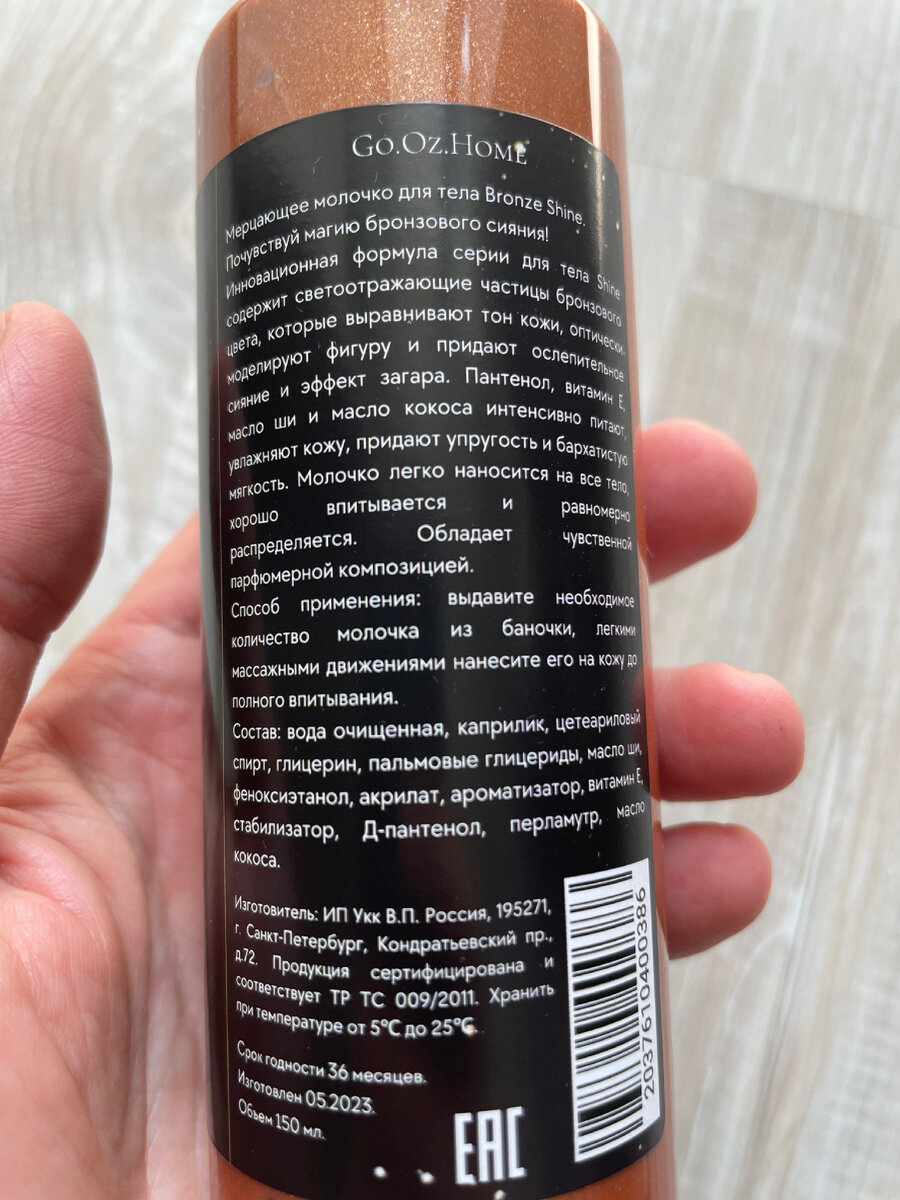 Go.Oz.Home
Мерцающее молочко для тела Bronze Shine.
Почувствуй магию бронзового сияния!
Инновационная формула серии для тела Shine
содержит светоотражающие частицы бронзового
цвета, которые выравнивают тон кожи, оптически
моделируют фигуру и придают ослепительное
сияние и эффект загара. Пантенол, витамин Е,
масло ши и масло кокоса интенсивно питают,
увлажняют кожу, придают упругость и бархатистую
мягкость. Молочко легко наносится на все тело,
хорошо впитывается и равномерно
распределяется. Обладает чувственной
парфюмерной композицией.
Способ применения: выдавите необходимое
количество молочка из баночки, легкими
массажными движениями нанесите его на кожу до
полного впитывания.
Состав: вода очищенная, каприлик, цетеариловый
спирт, глицерин, пальмовые глицериды, масло ши,
феноксиэтанол, акрилат, ароматизатор, витамин Е,
стабилизатор, Д-пантенол, перламутр, масло
кокоса.
Изготовитель: ИП Укк В.П. Россия, 195271,
г. Санкт-Петербург, Кондратьевский пр.,
д.72. Продукция сертифицирована и
соответствует ТР ТС 009/2011. Хранить
при температуре от 5°С до 25°С.
Срок годности 36 месяцев.
Изготовлен 05.2023.
Объем 150 мл.
EAC
2037610400386